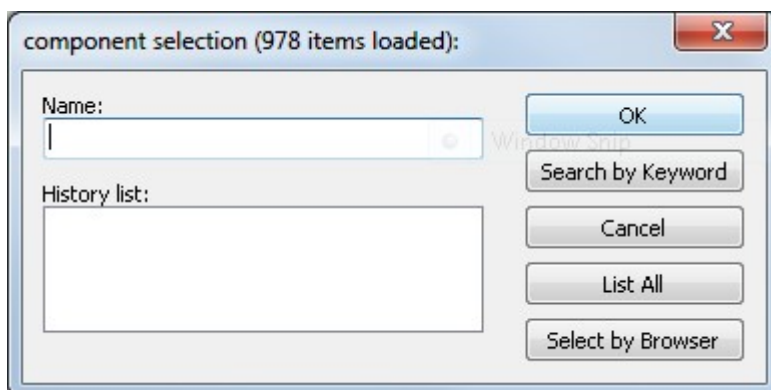 component selection (978 items loaded):
Name:
OK
Window Snip
Search by Keyword
History list:
Cancel
List All
Select by Browser